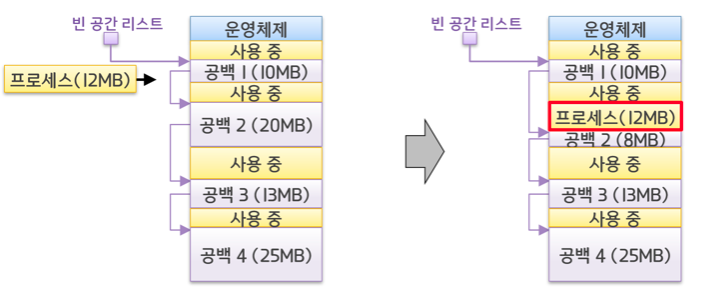 빈 공간 리스트
프로세스(12MB)
운영체제
사용 중
공백 1 (10MB)
사용 중
공백 2 (20MB)
사용 중
공백 3 (13MB)
사용 중
공백 4 (25MB)
빈 공간 리스트
운영체제
사용 중
공백 1 (10MB)
사용 중
프로세스(12MB)
공백 2 (8MB)
사용 중
공백 3 (13MB)
사용 중
공백 4 (25MB)